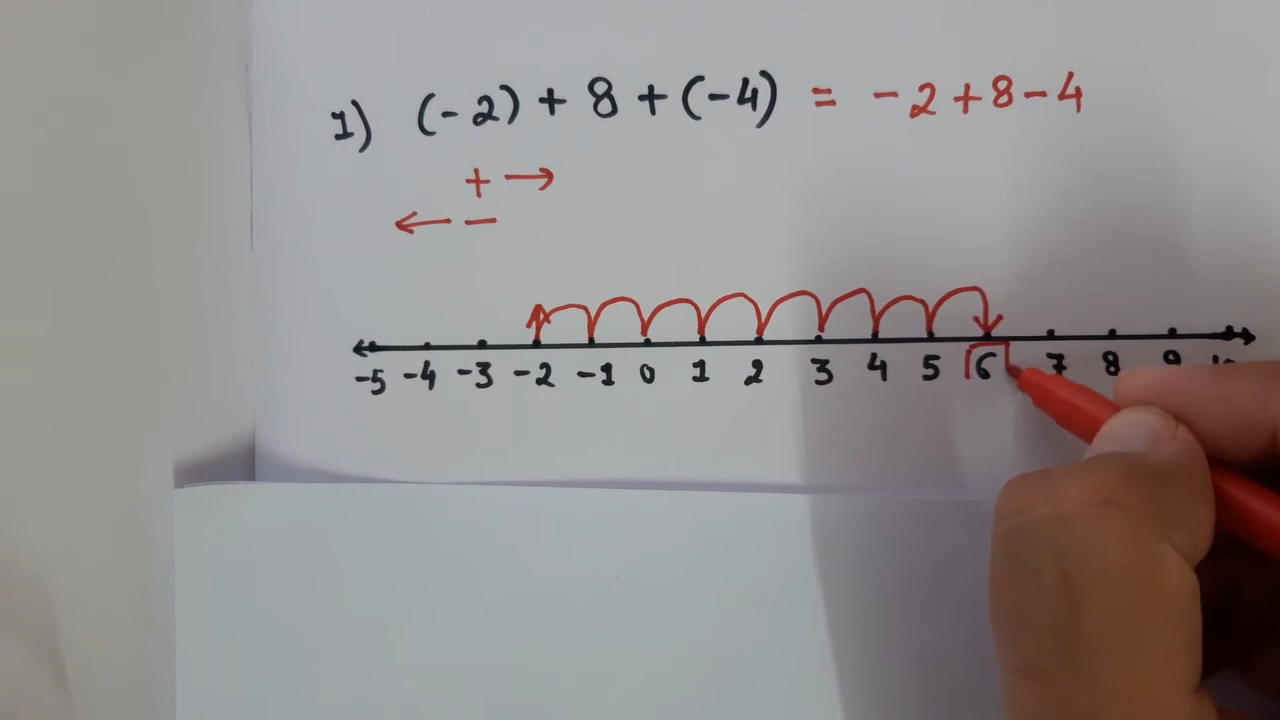 1) (-2) + 8 + (-4) = -2+8-4
+ →
← −
-5 -4 -3 -2 -1 0 1 2 3 4 5 6 7 8 9